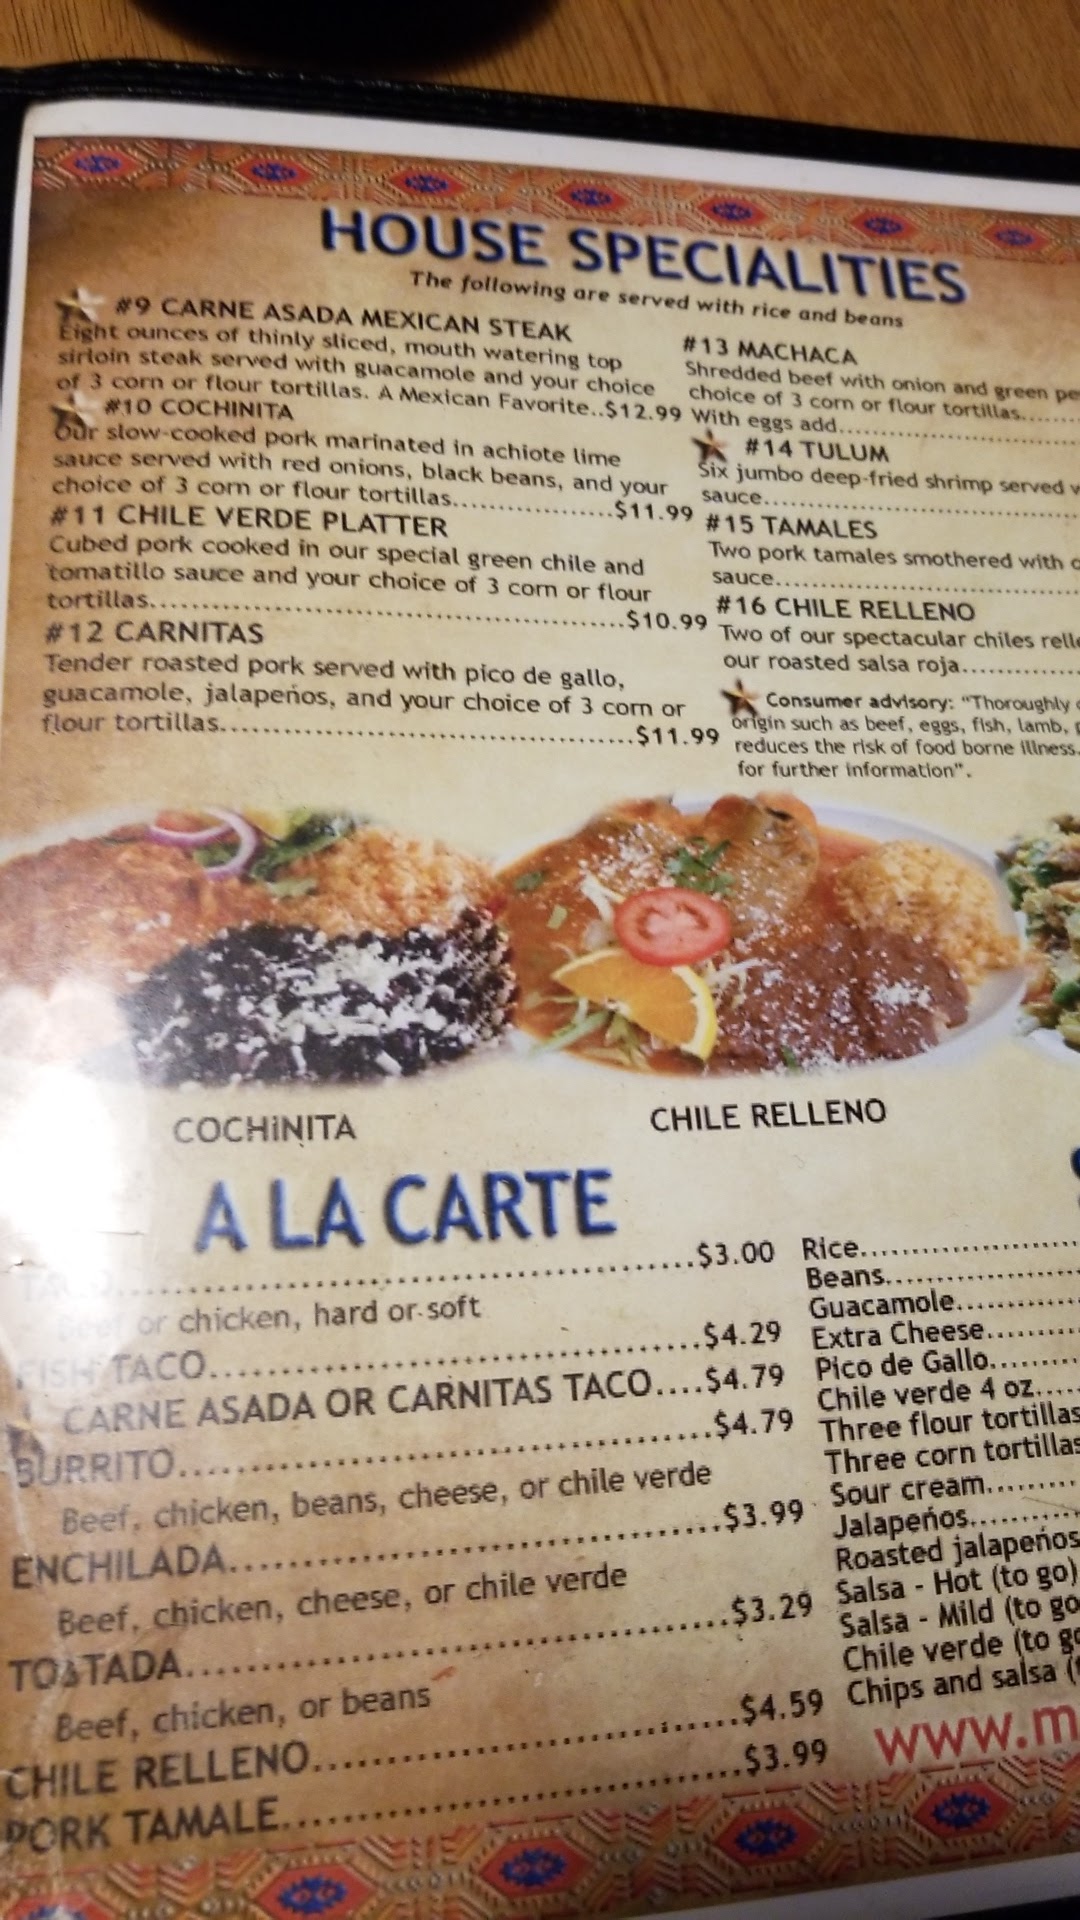 HOUSE SPECIALITIES
The following are served with rice and beans
#9 CARNE ASADA MEXICAN STEAK
Eight ounces of thinly sliced, mouth watering top
sirloin steak served with guacamole and your choice
of 3 corn or flour tortillas. A Mexican Favorite..$12.99
#10 COCHINITA
Our slow-cooked pork marinated in achiote lime
sauce served with red onions, black beans, and your
choice of 3 corn or flour tortillas..................$11.99
#11 CHILE VERDE PLATTER
Cubed pork cooked in our special green chile and
tomatillo sauce and your choice of 3 corn or flour
tortillas......................................................$10.99
#12 CARNITAS
Tender roasted pork served with pico de gallo,
guacamole, jalapeños, and your choice of 3 corn or
flour tortillas...............................................$11.99
#13 MACHACA
Shredded beef with onion and green pe
choice of 3 corn or flour tortillas......
With eggs add..........................
#14 TULUM
Six jumbo deep-fried shrimp served
sauce.....................................
#15 TAMALES
Two pork tamales smothered with
sauce.....................................
#16 CHILE RELLENO
Two of our spectacular chiles relle
our roasted salsa roja..............
Consumer advisory: "Thoroughly
origin such as beef, eggs, fish, lamb,
reduces the risk of food borne illness.
for further information".
COCHINITA
CHILE RELLENO
A LA CARTE
.......................................................$3.00
or chicken, hard or soft
FISH TACO...............................................$4.29
CARNE ASADA OR CARNITAS TACO....$4.79
BURRITO..................................................$4.79
Beef, chicken, beans, cheese, or chile verde
ENCHILADA..............................................$3.99
Beef, chicken, cheese, or chile verde
TOSTADA..................................................$3.29
Beef, chicken, or beans
CHILE RELLENO.......................................$4.59
PORK TAMALE..........................................$3.99
Rice..........................
Beans........................
Guacamole................
Extra Cheese............
Pico de Gallo...........
Chile verde 4 oz.....
Three flour tortillas
Three corn tortillas
Sour cream..........
Jalapeños............
Roasted jalapeños
Salsa - Hot (to go)
Salsa - Mild (to go
Chile verde (to go
Chips and salsa (
www.m